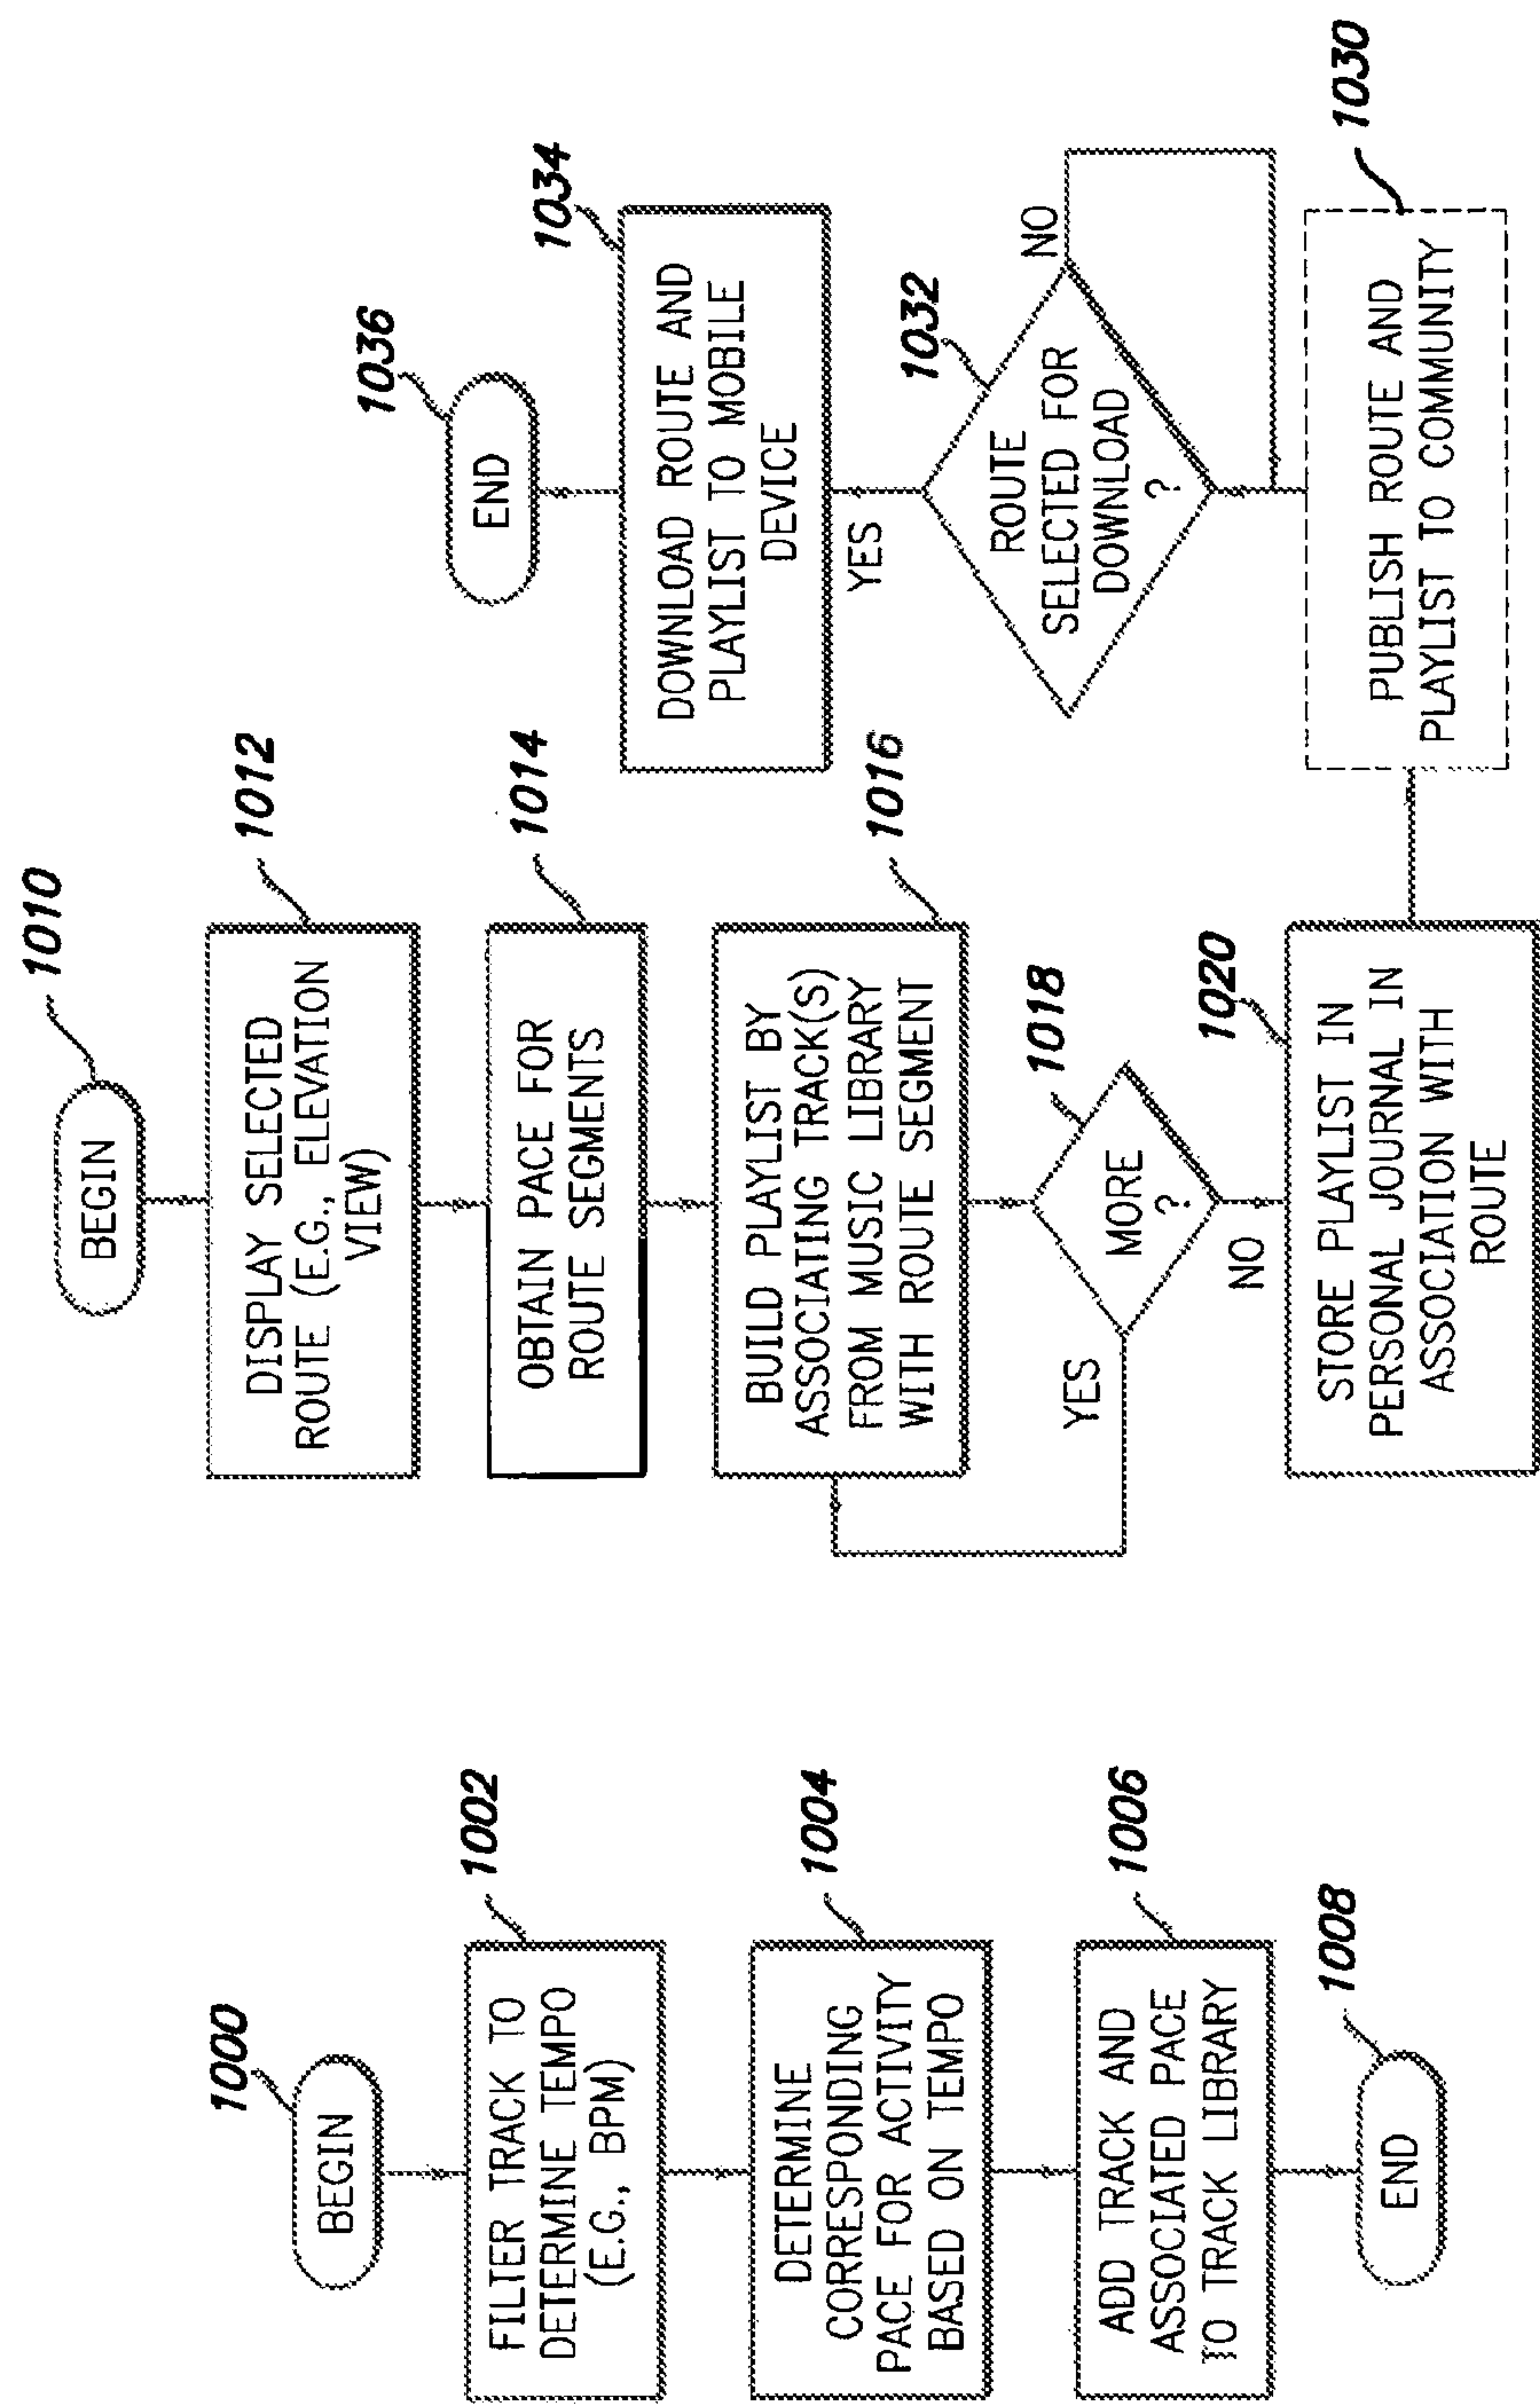 1000
BEGIN
1002
FILTER TRACK TO
DETERMINE TEMPO
(E.G., BPM)
1004
DETERMINE
CORRESPONDING
PACE FOR ACTIVITY
BASED ON TEMPO
1006
ADD TRACK AND
ASSOCIATED PACE
TO TRACK LIBRARY
1008
END
1010
BEGIN
1012
DISPLAY SELECTED
ROUTE (E.G., ELEVATION
VIEW)
1014
OBTAIN PACE FOR
ROUTE SEGMENTS
1016
BUILD PLAYLIST BY
ASSOCIATING TRACK(S)
FROM MUSIC LIBRARY
WITH ROUTE SEGMENT
1018
MORE
?
YES
NO
1020
STORE PLAYLIST IN
PERSONAL JOURNAL IN
ASSOCIATION WITH
ROUTE
1036
END
1034
DOWNLOAD ROUTE AND
PLAYLIST TO MOBILE
DEVICE
YES
1032
ROUTE
SELECTED FOR
DOWNLOAD
?
NO
1030
PUBLISH ROUTE AND
PLAYLIST TO COMMUNITY